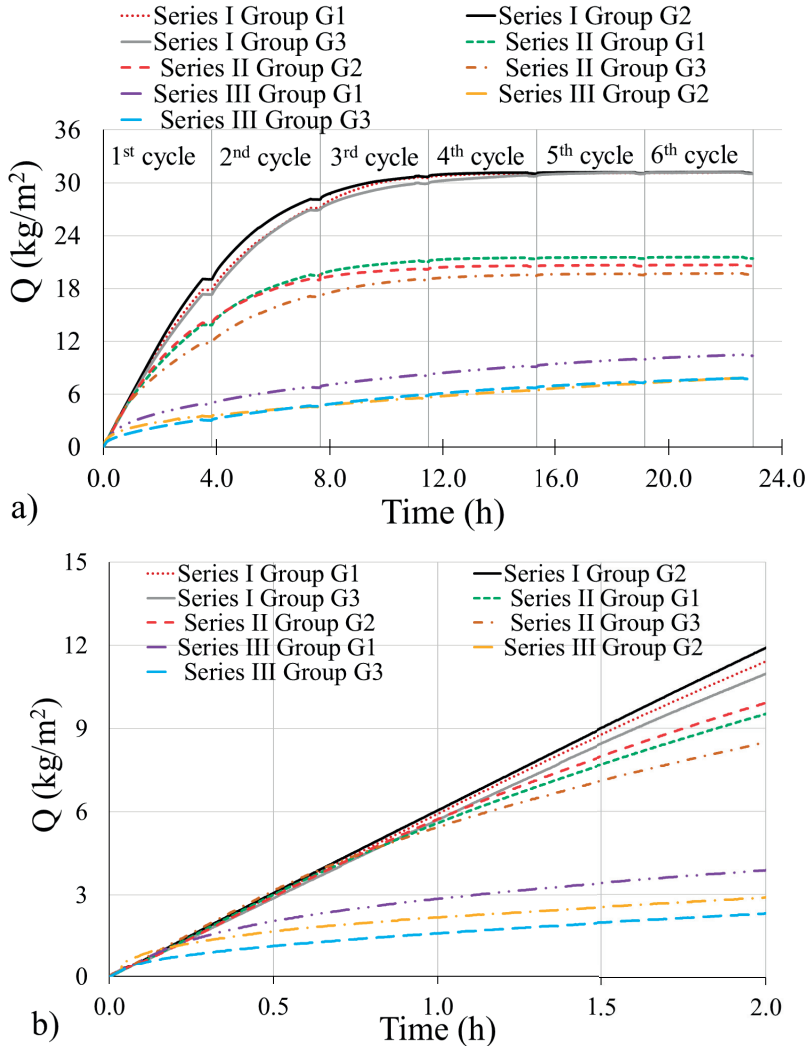 Series I Group G1 Series I Group G2
Series I Group G3 Series II Group G1
Series II Group G2 Series II Group G3
Series III Group G1 Series III Group G2
Series III Group G3
36
1st cycle 2nd cycle 3rd cycle 4th cycle 5th cycle 6th cycle
30
24
18
12
6
0
Q (kg/m²)
0.0 4.0 8.0 12.0 16.0 20.0 24.0
Time (h)
a)
15
Series I Group G1 Series I Group G2
Series I Group G3 Series II Group G1
Series II Group G2 Series II Group G3
Series III Group G1 Series III Group G2
Series III Group G3
12
9
6
3
0
Q (kg/m²)
0.0 0.5 1.0 1.5 2.0
Time (h)
b)